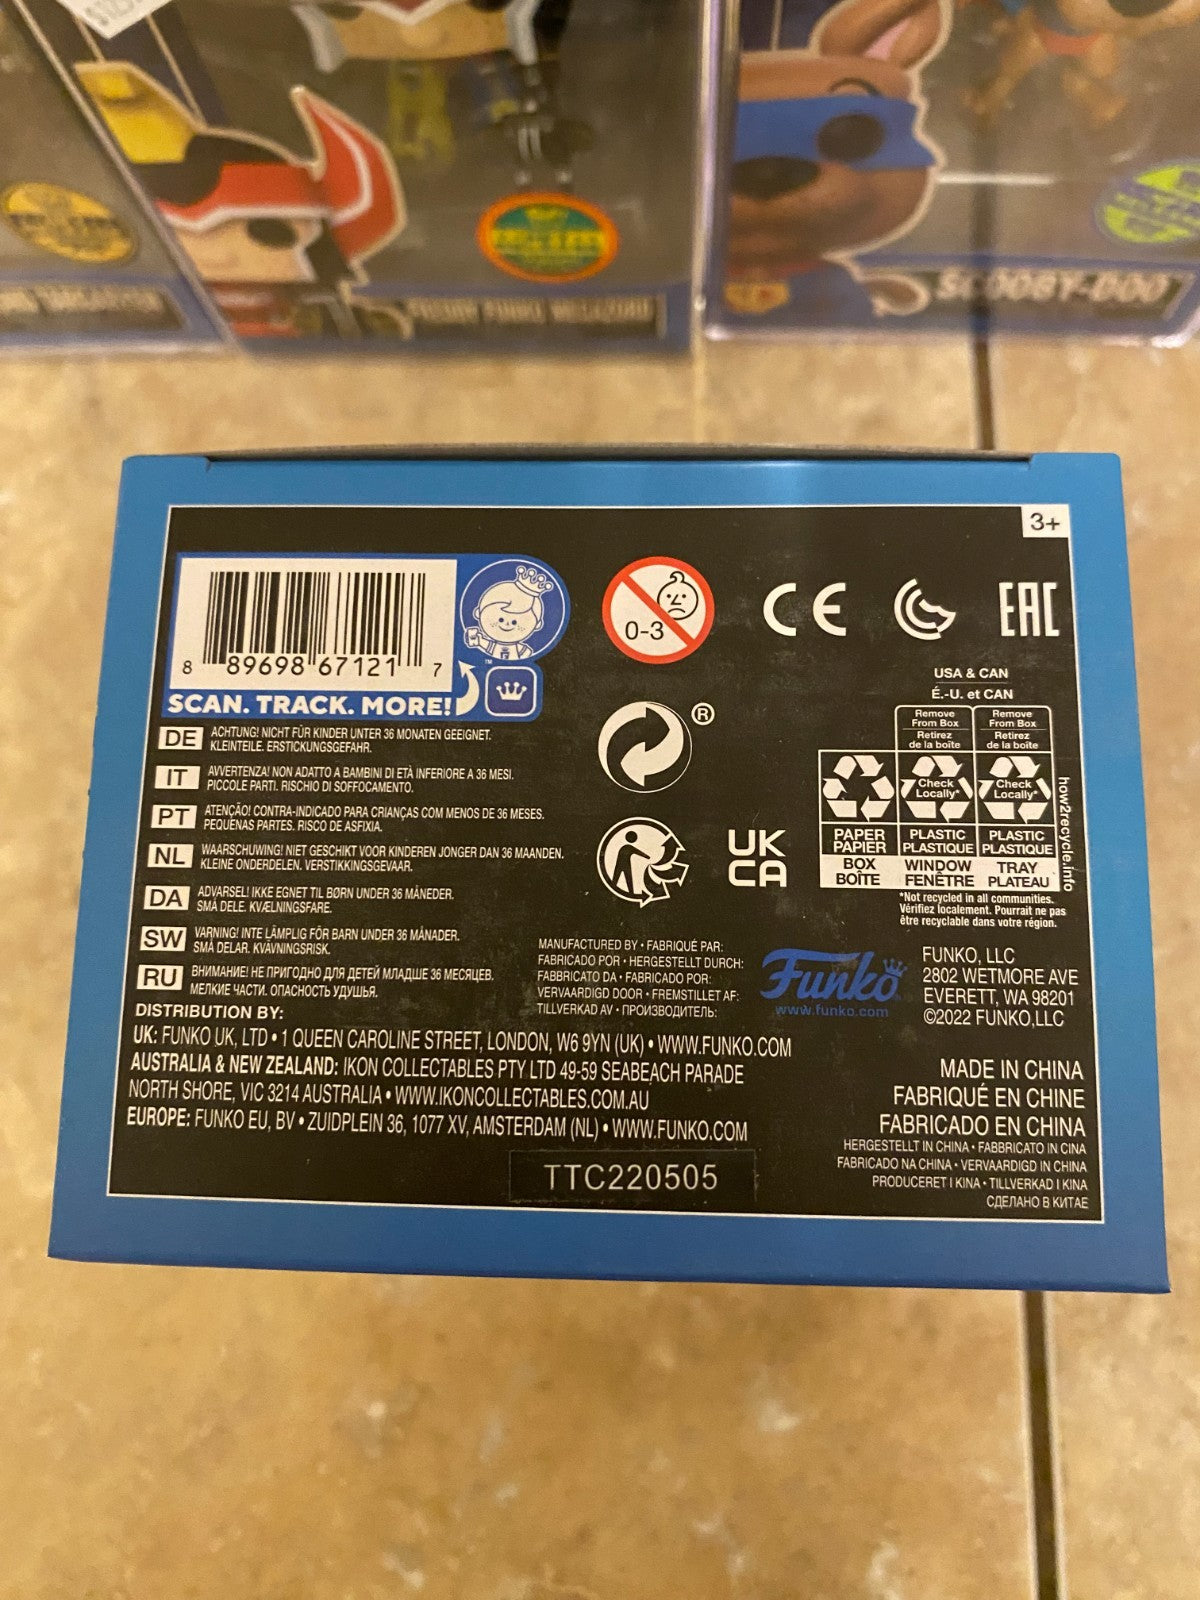 FREDDY FUNKO MEGAZORD
SCOOBY-DOO
3+
8 89698 67121 7
™
SCAN. TRACK. MORE!
0-3
CE
EAC
®
UK
CA
USA & CAN
É.-U. et CAN
Remove From Box
Retirez de la boîte
Remove From Box
Retirez de la boîte
Check Locally*
Check Locally*
PAPER PAPIER
PLASTIC PLASTIQUE
PLASTIC PLASTIQUE
BOX BOÎTE
WINDOW FENÊTRE
TRAY PLATEAU
how2recycle.info
*Not recycled in all communities.
Vérifiez localement. Pourrait ne pas
être recyclable dans votre région.
DE ACHTUNG! NICHT FÜR KINDER UNTER 36 MONATEN GEEIGNET.
KLEINTEILE. ERSTICKUNGSGEFAHR.
IT AVVERTENZA! NON ADATTO A BAMBINI DI ETÀ INFERIORE A 36 MESI.
PICCOLE PARTI. RISCHIO DI SOFFOCAMENTO.
PT ATENÇÃO! CONTRA-INDICADO PARA CRIANÇAS COM MENOS DE 36 MESES.
PEQUENAS PARTES. RISCO DE ASFIXIA.
NL WAARSCHUWING! NIET GESCHIKT VOOR KINDEREN JONGER DAN 36 MAANDEN.
KLEINE ONDERDELEN. VERSTIKKINGSGEVAAR.
DA ADVARSEL! IKKE EGNET TIL BØRN UNDER 36 MÅNEDER.
SMÅ DELE. KVÆLNINGSFARE.
SW VARNING! INTE LÄMPLIG FÖR BARN UNDER 36 MÅNADER.
SMÅ DELAR. KVÄVNINGSRISK.
RU ВНИМАНИЕ! НЕ ПРИГОДНО ДЛЯ ДЕТЕЙ МЛАДШЕ 36 МЕСЯЦЕВ.
МЕЛКИЕ ЧАСТИ. ОПАСНОСТЬ УДУШЬЯ.
MANUFACTURED BY • FABRIQUÉ PAR:
FABRICADO POR • HERGESTELLT DURCH:
FABBRICATO DA • FABRICADO POR:
VERVAARDIGD DOOR • FREMSTILLET AF:
TILLVERKAD AV • ПРОИЗВОДИТЕЛЬ:
Funko
www.funko.com
FUNKO, LLC
2802 WETMORE AVE
EVERETT, WA 98201
©2022 FUNKO,LLC
DISTRIBUTION BY:
UK: FUNKO UK, LTD • 1 QUEEN CAROLINE STREET, LONDON, W6 9YN (UK) • WWW.FUNKO.COM
AUSTRALIA & NEW ZEALAND: IKON COLLECTABLES PTY LTD 49-59 SEABEACH PARADE
NORTH SHORE, VIC 3214 AUSTRALIA • WWW.IKONCOLLECTABLES.COM.AU
EUROPE: FUNKO EU, BV • ZUIDPLEIN 36, 1077 XV, AMSTERDAM (NL) • WWW.FUNKO.COM
MADE IN CHINA
FABRIQUÉ EN CHINE
FABRICADO EN CHINA
HERGESTELLT IN CHINA • FABBRICATO IN CINA
FABRICADO NA CHINA • VERVAARDIGD IN CHINA
PRODUCERET I KINA • TILLVERKAD I KINA
СДЕЛАНО В КИТАЕ
TTC220505